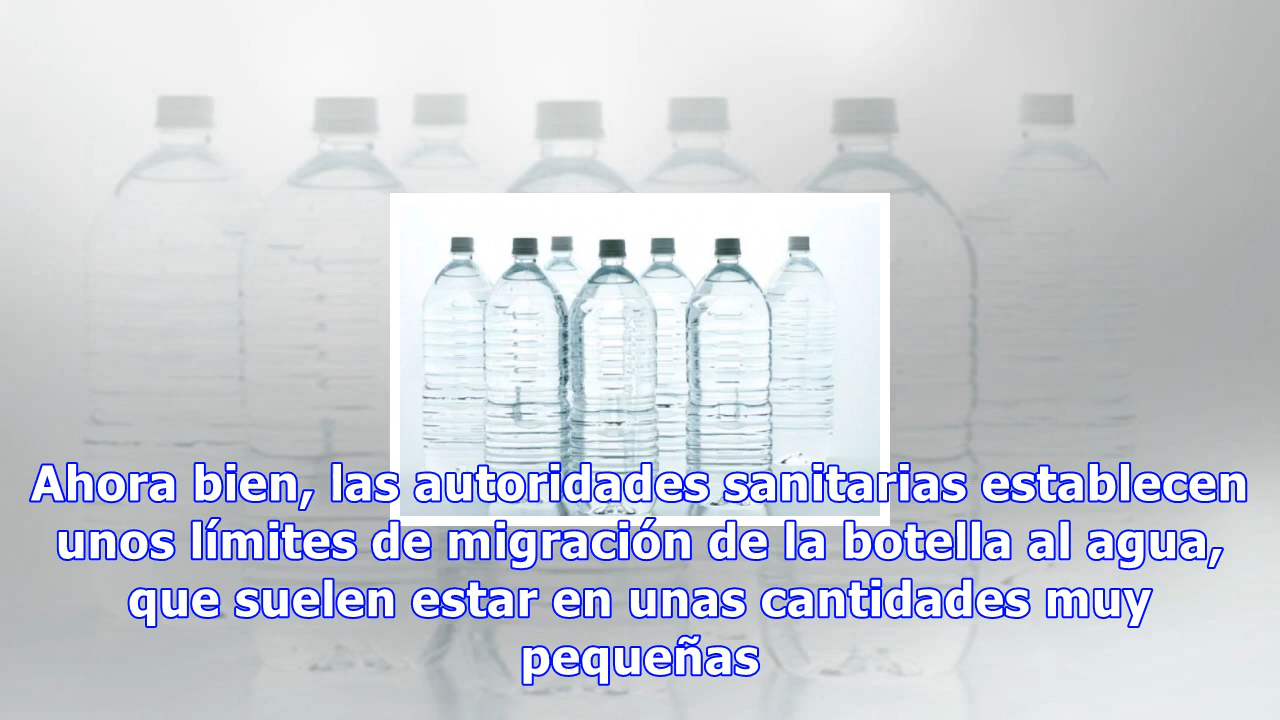 Ahora bien, las autoridades sanitarias establecen
unos límites de migración de la botella al agua,
que suelen estar en unas cantidades muy
pequeñas